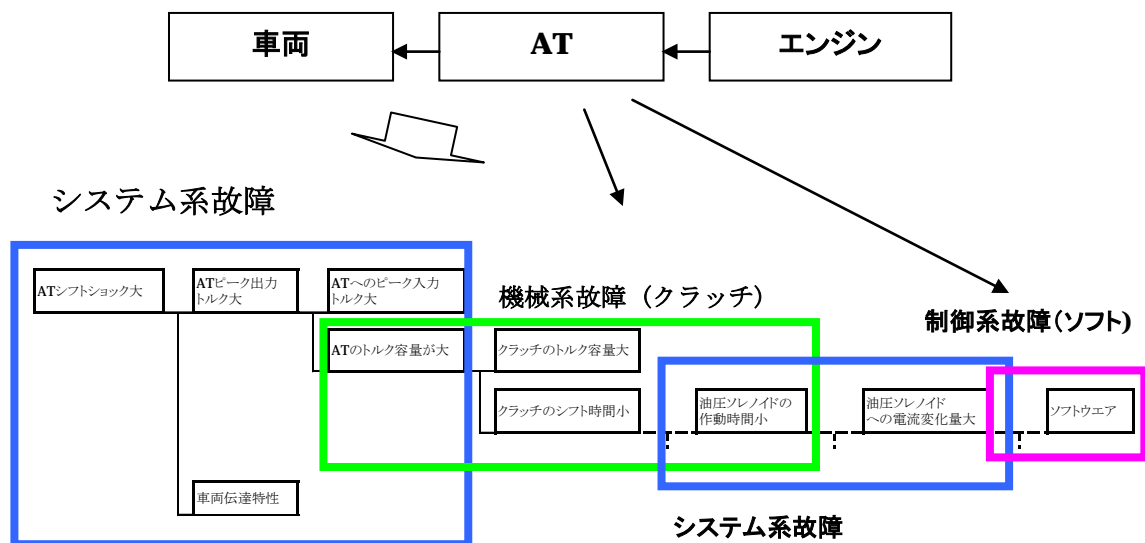 車両
AT
エンジン
システム系故障
ATシフトショック大
ATピーク出力
トルク大
ATへのピーク入力
トルク大
機械系故障（クラッチ）
制御系故障（ソフト)
ATのトルク容量が大
クラッチのトルク容量大
クラッチのシフト時間小
油圧ソレノイドの
作動時間小
油圧ソレノイド
への電流変化量大
ソフトウエア
車両伝達特性
システム系故障